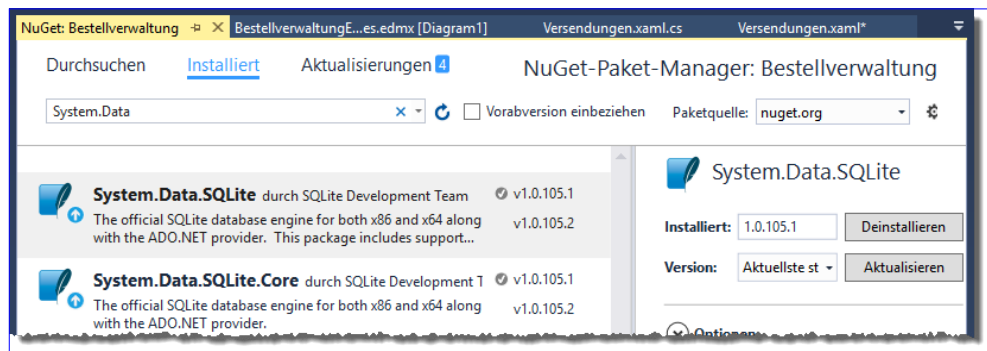 NuGet: Bestellverwaltung
BestellverwaltungE...es.edmx [Diagram1]
Versendungen.xaml.cs
Versendungen.xaml*
Durchsuchen
Installiert
Aktualisierungen 4
NuGet-Paket-Manager: Bestellverwaltung
System.Data
Vorabversion einbeziehen
Paketquelle: nuget.org
System.Data.SQLite durch SQLite Development Team
v1.0.105.1
The official SQLite database engine for both x86 and x64 along
v1.0.105.2
with the ADO.NET provider. This package includes support...
System.Data.SQLite.Core durch SQLite Development T
v1.0.105.1
The official SQLite database engine for both x86 and x64 along
v1.0.105.2
with the ADO.NET provider.
System.Data.SQLite
Installiert: 1.0.105.1
Deinstallieren
Version: Aktuellste st
Aktualisieren
Optionen